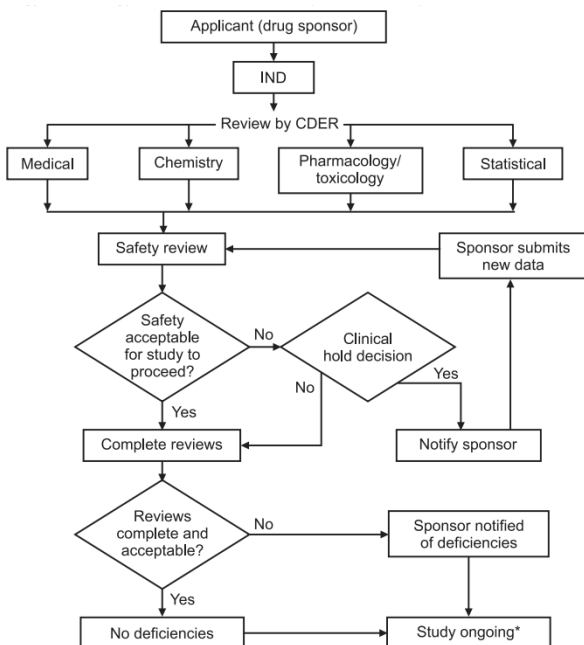 Applicant (drug sponsor)
IND
Review by CDER
Medical
Chemistry
Pharmacology/
toxicology
Statistical
Safety review
Sponsor submits
new data
Safety
acceptable
for study to
proceed?
No
Clinical
hold decision
No
Yes
Yes
Complete reviews
Notify sponsor
Reviews
complete and
acceptable?
No
Sponsor notified
of deficiencies
Yes
No deficiencies
Study ongoing*